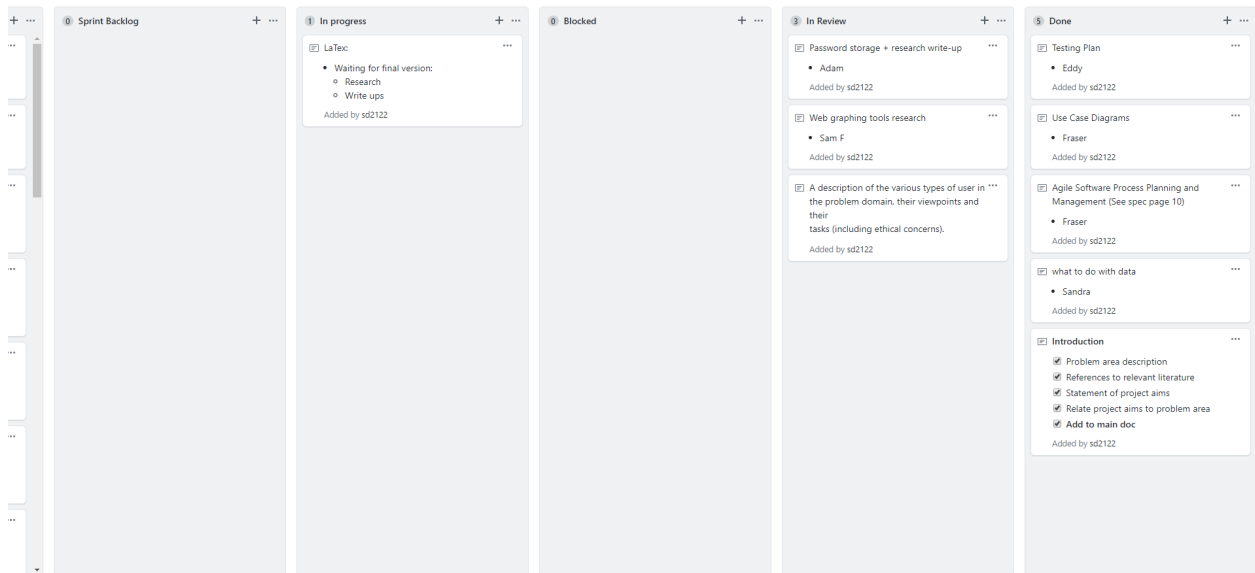 0 Sprint Backlog
1 In progress
LaTex:
Waiting for final version:
Research
Write ups
Added by sd2122
0 Blocked
3 In Review
Password storage + research write-up
Adam
Added by sd2122
Web graphing tools research
Sam F
Added by sd2122
A description of the various types of user in
the problem domain, their viewpoints and
their
tasks (including ethical concerns).
Added by sd2122
5 Done
Testing Plan
Eddy
Added by sd2122
Use Case Diagrams
Fraser
Added by sd2122
Agile Software Process Planning and
Management (See spec page 10)
Fraser
Added by sd2122
what to do with data
Sandra
Added by sd2122
Introduction
Problem area description
References to relevant literature
Statement of project aims
Relate project aims to problem area
Add to main doc
Added by sd2122